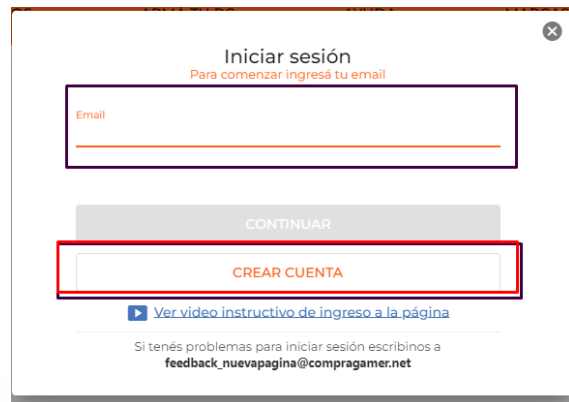 Iniciar sesión
Para comenzar ingresá tu email
Email
CONTINUAR
CREAR CUENTA
Ver video instructivo de ingreso a la página
Si tenés problemas para iniciar sesión escribinos a
feedback_nuevapagina@compragamer.net